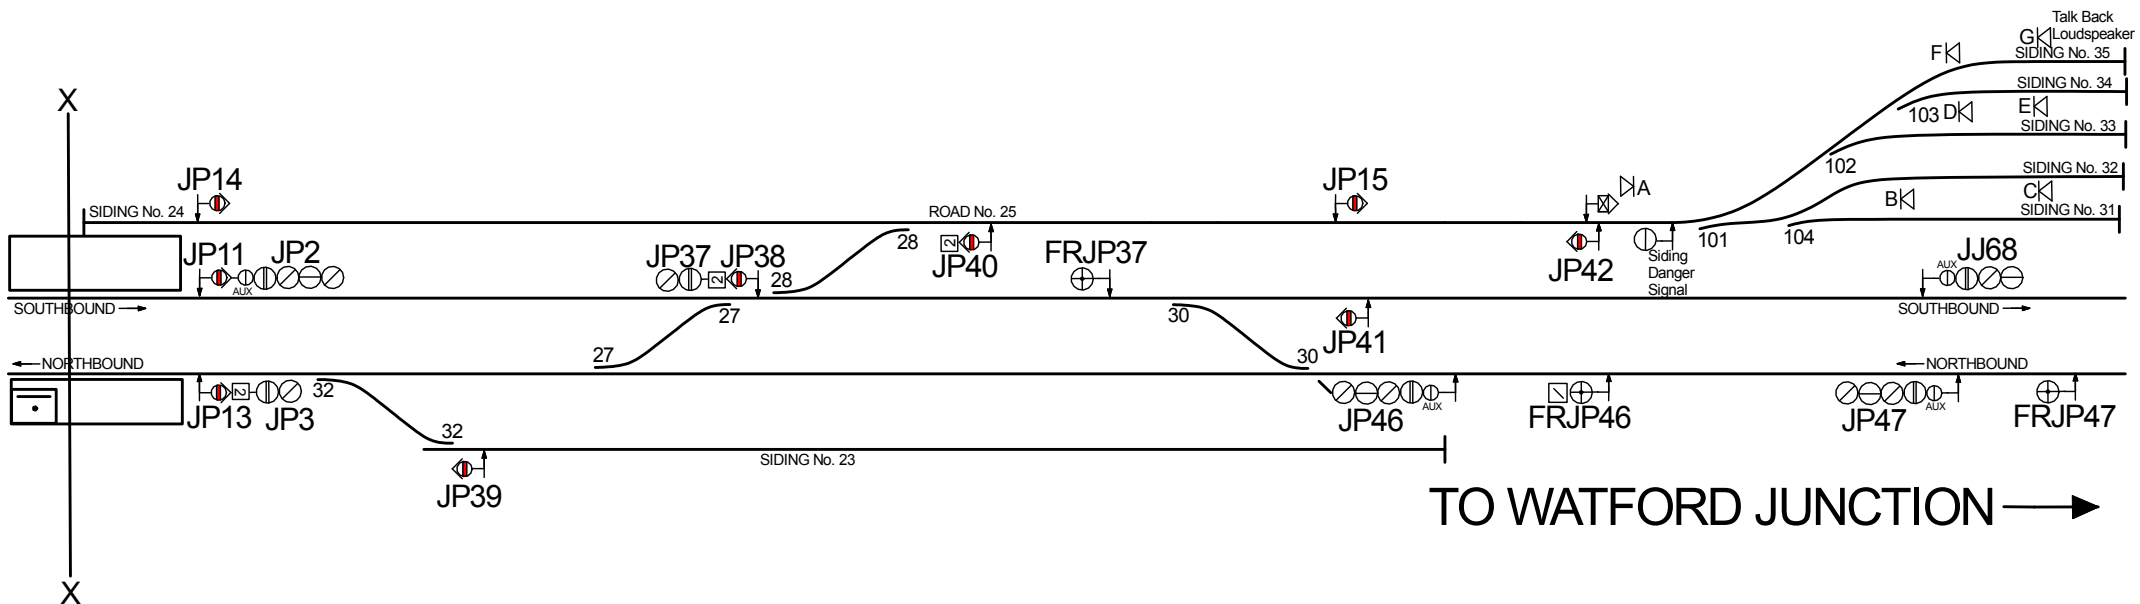 Talk Back
Loudspeaker
G
SIDING No. 35
F
SIDING No. 34
E
103 D
SIDING No. 33
102
SIDING No. 32
C
B
SIDING No. 31
101
104
X
JP14
SIDING No. 24
ROAD No. 25
JP15
A
JP11
JP2
AUX
JP37
2
JP38
28
28
2
JP40
FRJP37
JP42
Siding
Danger
Signal
AUX
JJ68
SOUTHBOUND
27
30
JP41
SOUTHBOUND
NORTHBOUND
27
30
NORTHBOUND
JP13
2
JP3
32
JP46
AUX
FRJP46
JP47
AUX
FRJP47
32
SIDING No. 23
JP39
TO WATFORD JUNCTION
X